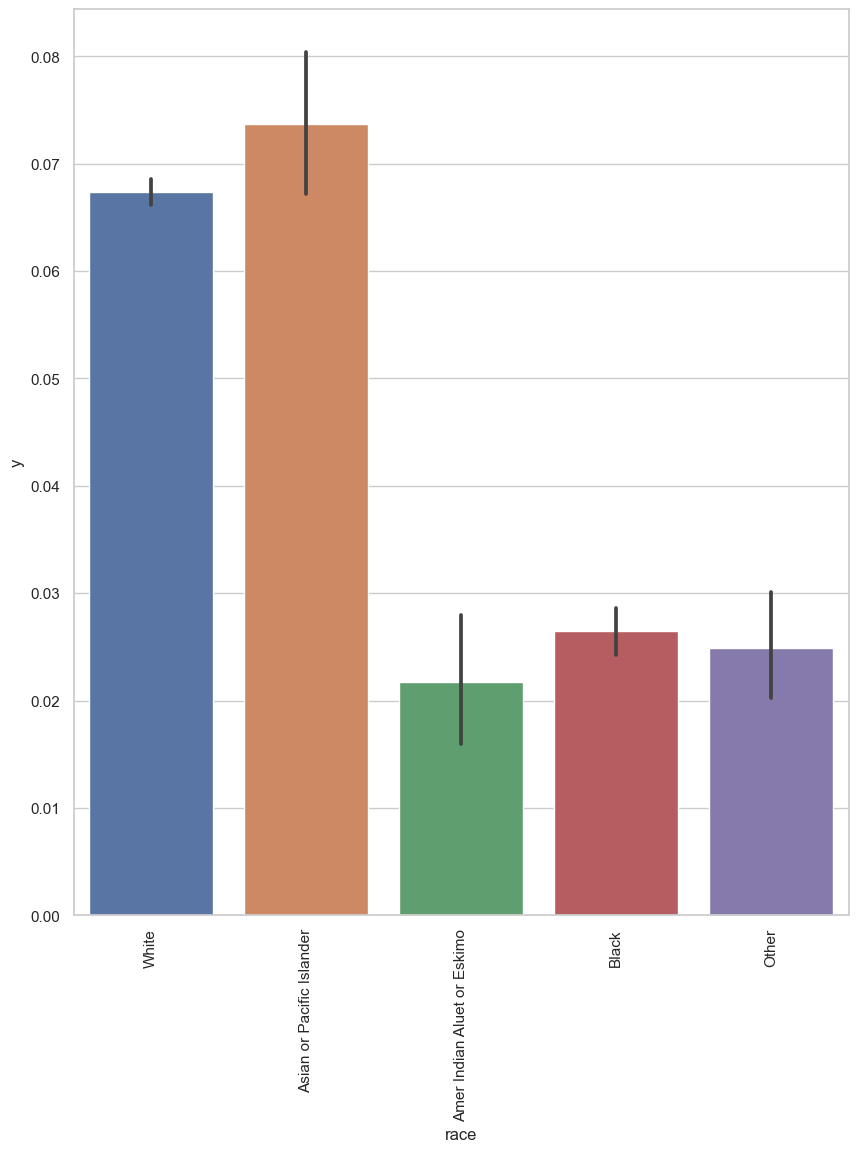 0.08
0.07
0.06
0.05
0.04
0.03
0.02
0.01
0.00
y
White
Asian or Pacific Islander
Amer Indian Aluet or Eskimo
Black
Other
race